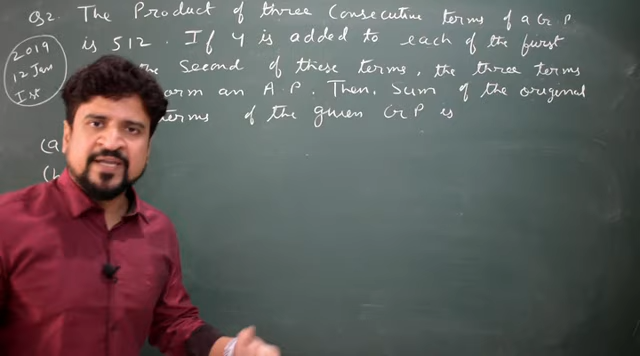 Q2 The Product of three Consecutive terms of a G.P
is 512. If 4 is added to each of the first
the Second of these terms, the three terms
an A.P. Then, Sum of the original
terms of the given G.P is
2019
12 Jan
Ist
(a